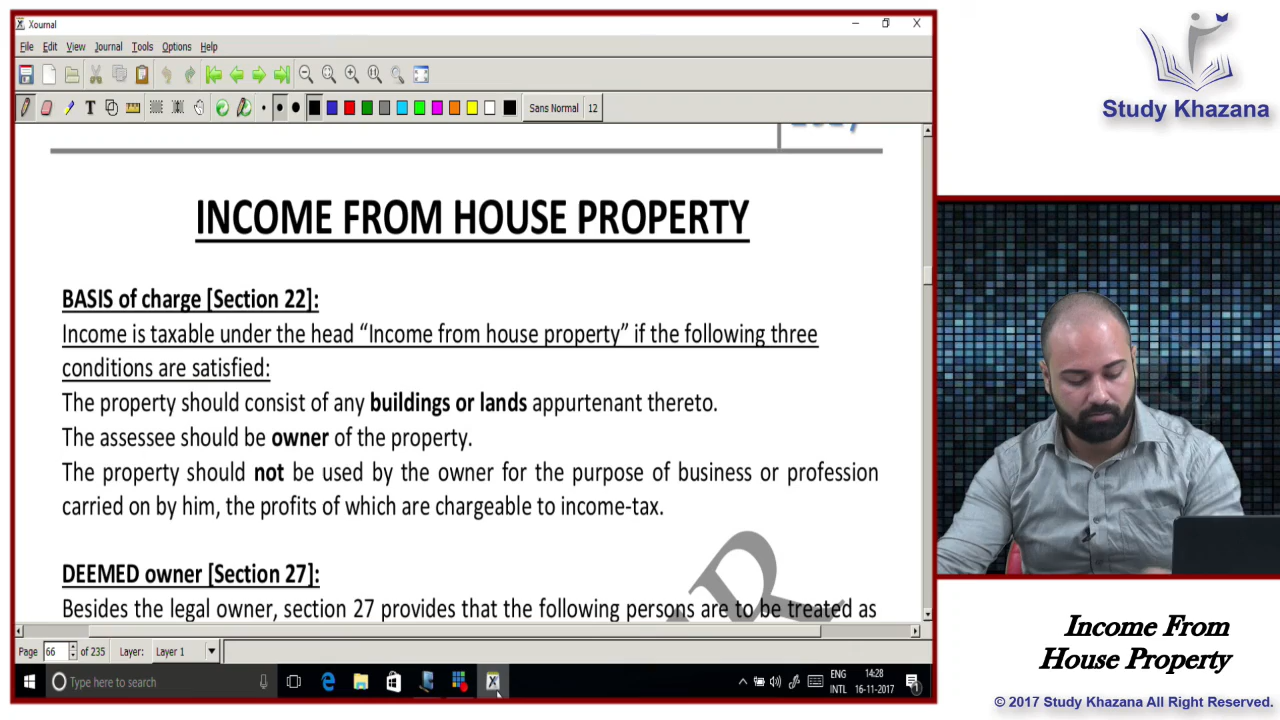 Xournal
File Edit View Journal Tools Options Help
Sans Normal 12
INCOME FROM HOUSE PROPERTY
BASIS of charge [Section 22]:
Income is taxable under the head “Income from house property” if the following three
conditions are satisfied:
The property should consist of any buildings or lands appurtenant thereto.
The assessee should be owner of the property.
The property should not be used by the owner for the purpose of business or profession
carried on by him, the profits of which are chargeable to income-tax.
DEEMED owner [Section 27]:
Besides the legal owner, section 27 provides that the following persons are to be treated as
Page 66 of 235 Layer: Layer 1
Type here to search
ENG 14:28
INTL 16-11-2017
Study Khazana
Income From
House Property
© 2017 Study Khazana All Right Reserved.